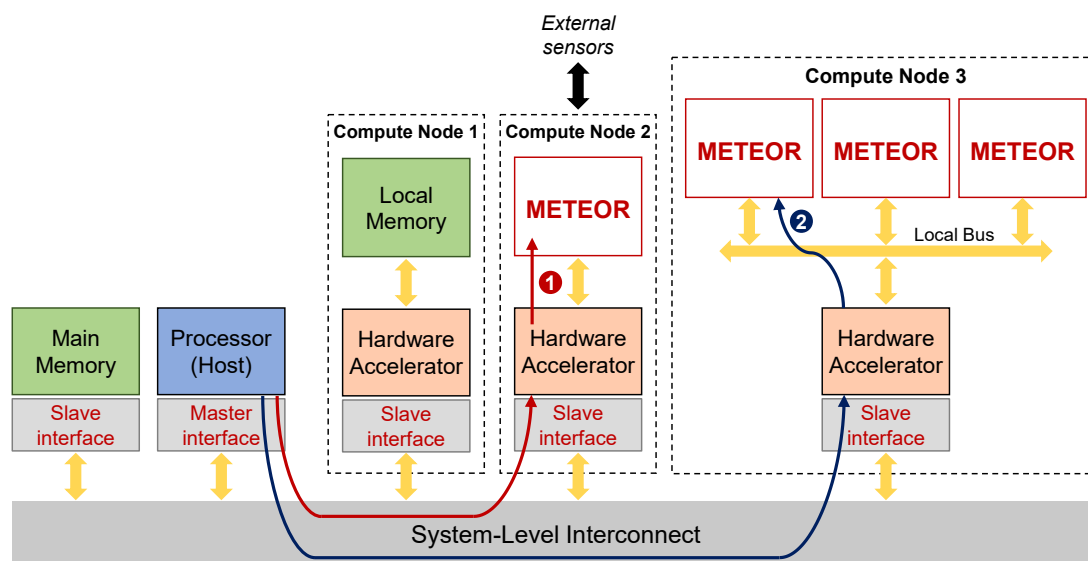 External
sensors
Compute Node 1
Compute Node 2
Compute Node 3
Local
Memory
METEOR
METEOR
METEOR
METEOR
1
2
Local Bus
Main
Memory
Processor
(Host)
Hardware
Accelerator
Hardware
Accelerator
Hardware
Accelerator
Slave
interface
Master
interface
Slave
interface
Slave
interface
Slave
interface
System-Level Interconnect